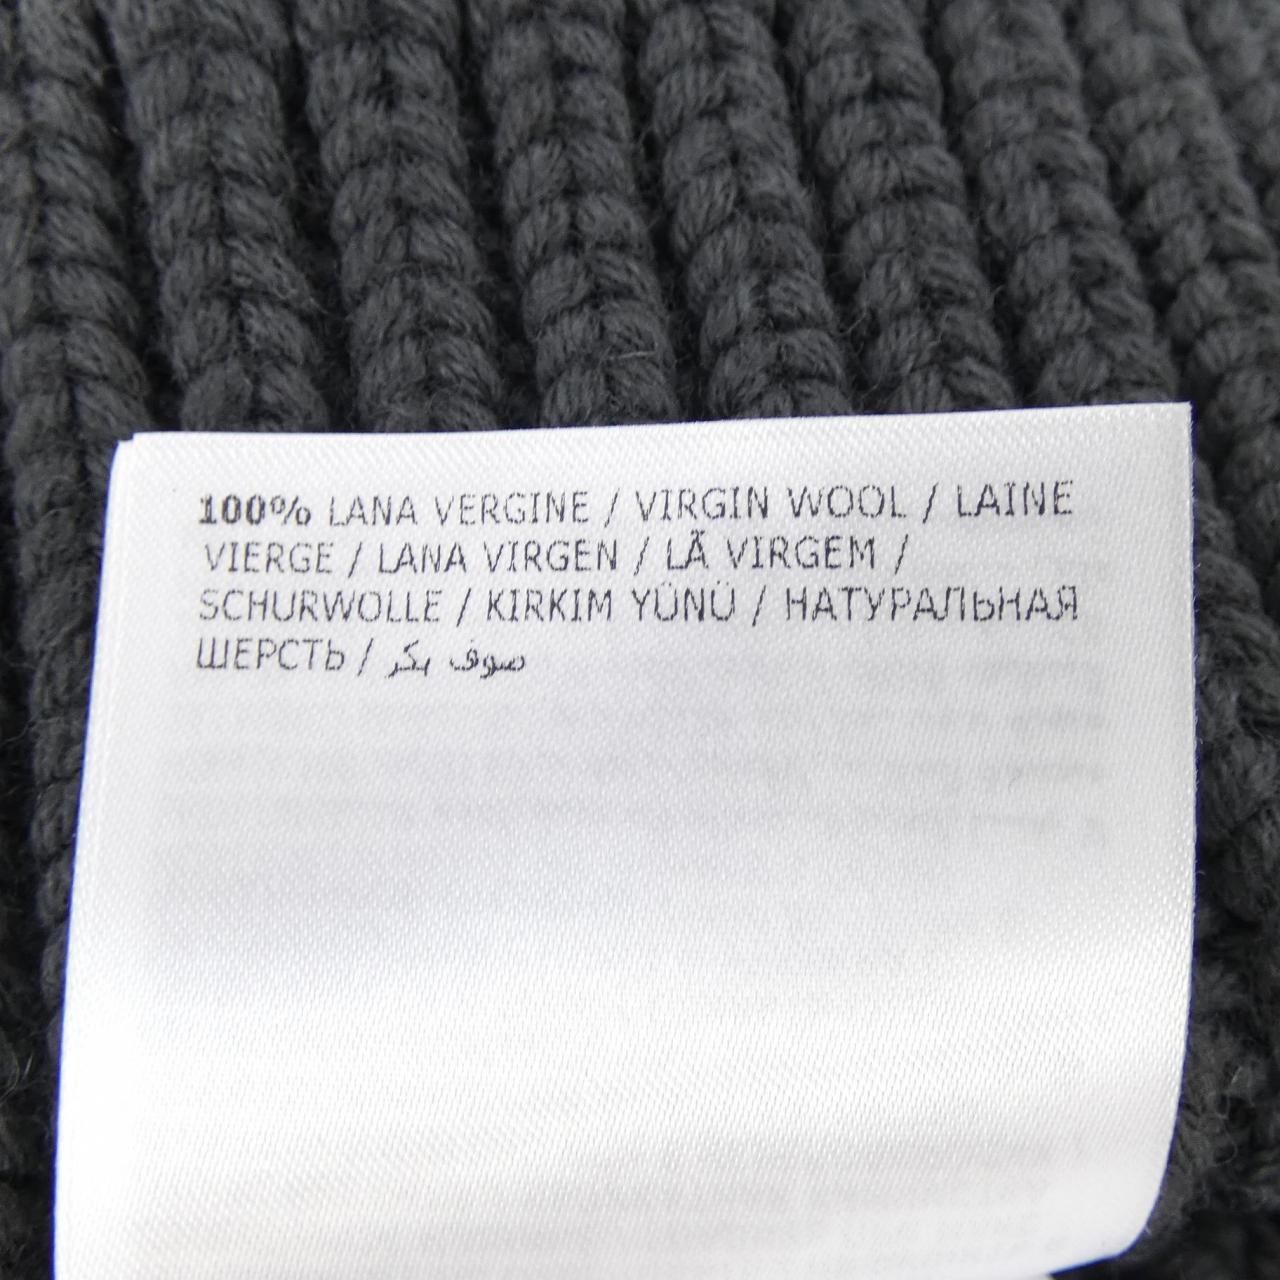 100% LANA VERGINE / VIRGIN WOOL / LAINE
VIERGE / LANA VIRGEN / LÃ VIRGEM /
SCHURWOLLE / KIRKIM YÜNÜ / НАТУРАЛЬНАЯ
ШЕРСТЬ / صوف بكر